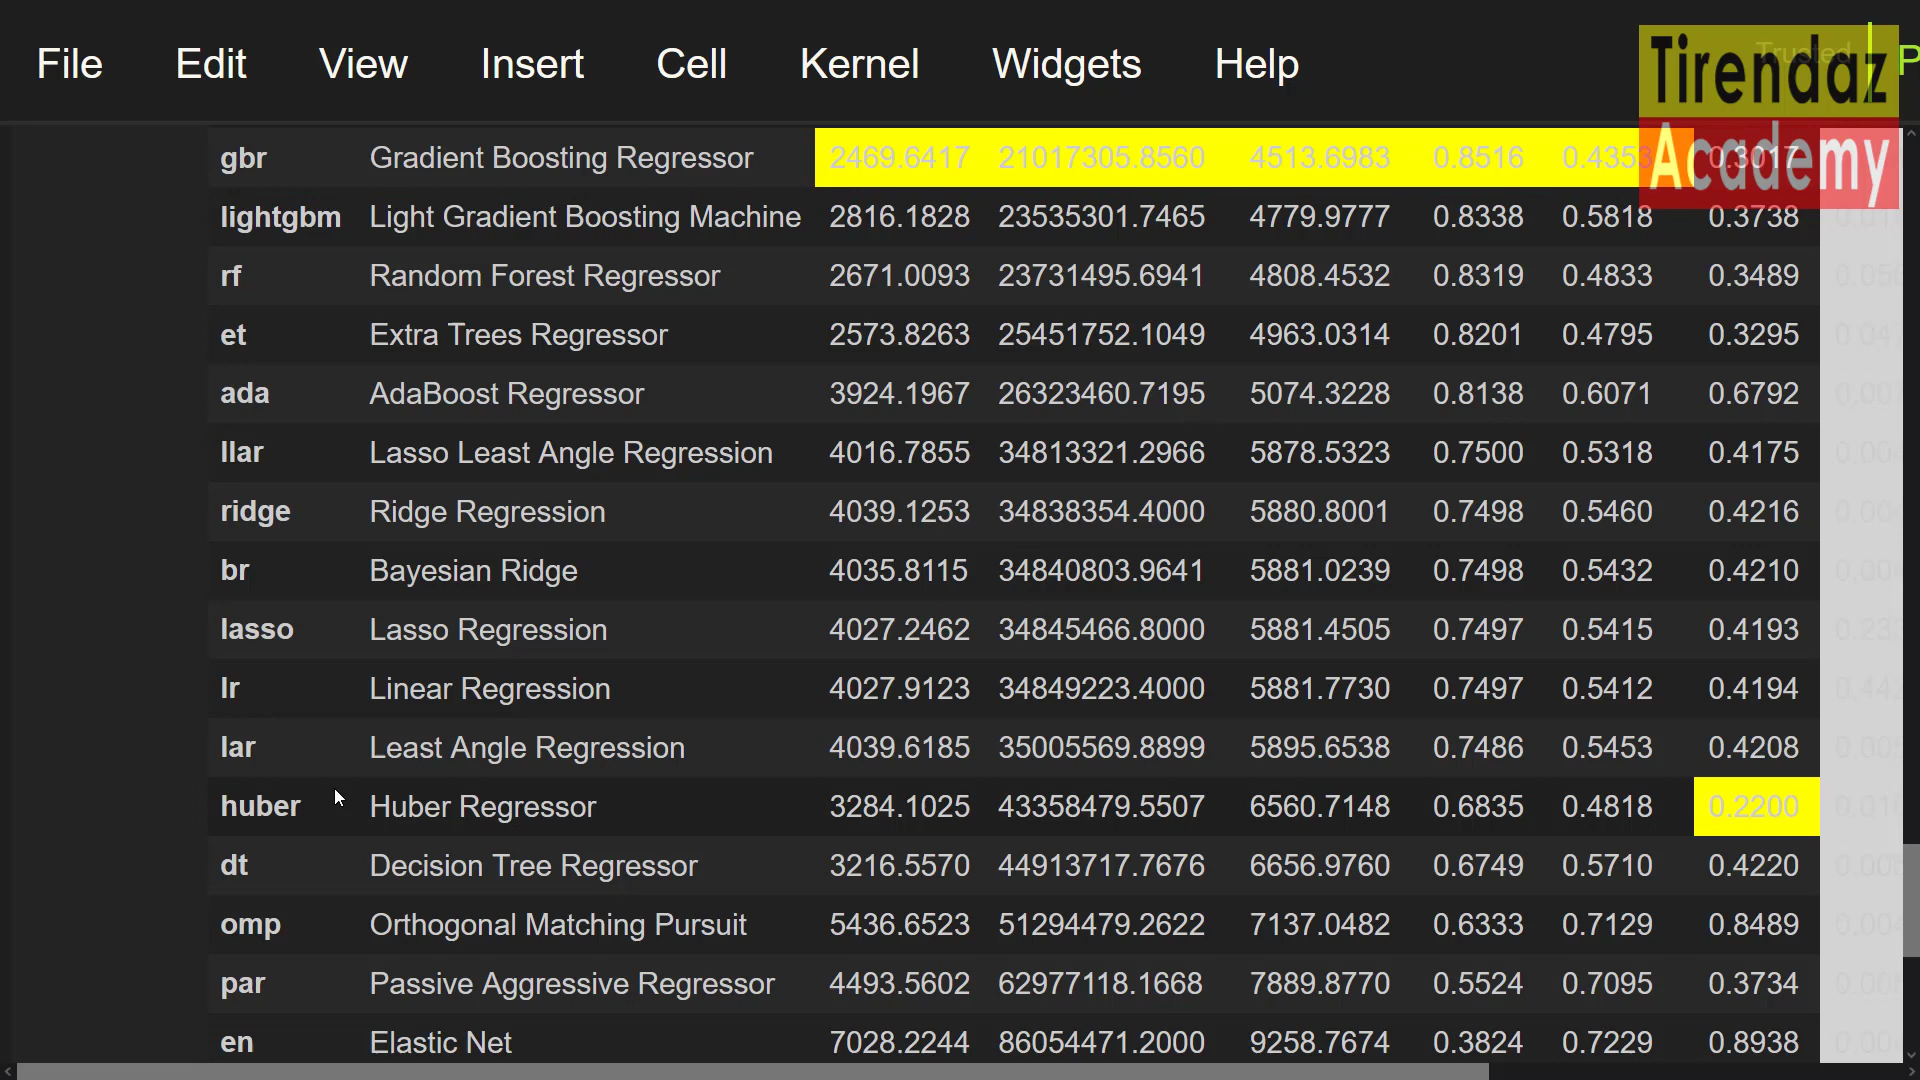 File Edit View Insert Cell Kernel Widgets Help Trusted P
Tirendaz
Academy
gbr Gradient Boosting Regressor 2469.6417 21017305.8560 4513.6983 0.8516 0.4353 0.3017
lightgbm Light Gradient Boosting Machine 2816.1828 23535301.7465 4779.9777 0.8338 0.5818 0.3738
rf Random Forest Regressor 2671.0093 23731495.6941 4808.4532 0.8319 0.4833 0.3489
et Extra Trees Regressor 2573.8263 25451752.1049 4963.0314 0.8201 0.4795 0.3295
ada AdaBoost Regressor 3924.1967 26323460.7195 5074.3228 0.8138 0.6071 0.6792
llar Lasso Least Angle Regression 4016.7855 34813321.2966 5878.5323 0.7500 0.5318 0.4175
ridge Ridge Regression 4039.1253 34838354.4000 5880.8001 0.7498 0.5460 0.4216
br Bayesian Ridge 4035.8115 34840803.9641 5881.0239 0.7498 0.5432 0.4210
lasso Lasso Regression 4027.2462 34845466.8000 5881.4505 0.7497 0.5415 0.4193
lr Linear Regression 4027.9123 34849223.4000 5881.7730 0.7497 0.5412 0.4194
lar Least Angle Regression 4039.6185 35005569.8899 5895.6538 0.7486 0.5453 0.4208
huber Huber Regressor 3284.1025 43358479.5507 6560.7148 0.6835 0.4818 0.2200
dt Decision Tree Regressor 3216.5570 44913717.7676 6656.9760 0.6749 0.5710 0.4220
omp Orthogonal Matching Pursuit 5436.6523 51294479.2622 7137.0482 0.6333 0.7129 0.8489
par Passive Aggressive Regressor 4493.5602 62977118.1668 7889.8770 0.5524 0.7095 0.3734
en Elastic Net 7028.2244 86054471.2000 9258.7674 0.3824 0.7229 0.8938